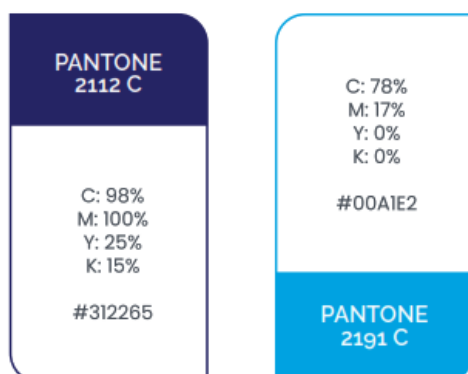 PANTONE
2112 C
C: 98%
M: 100%
Y: 25%
K: 15%
#312265
C: 78%
M: 17%
Y: 0%
K: 0%
#00A1E2
PANTONE
2191 C